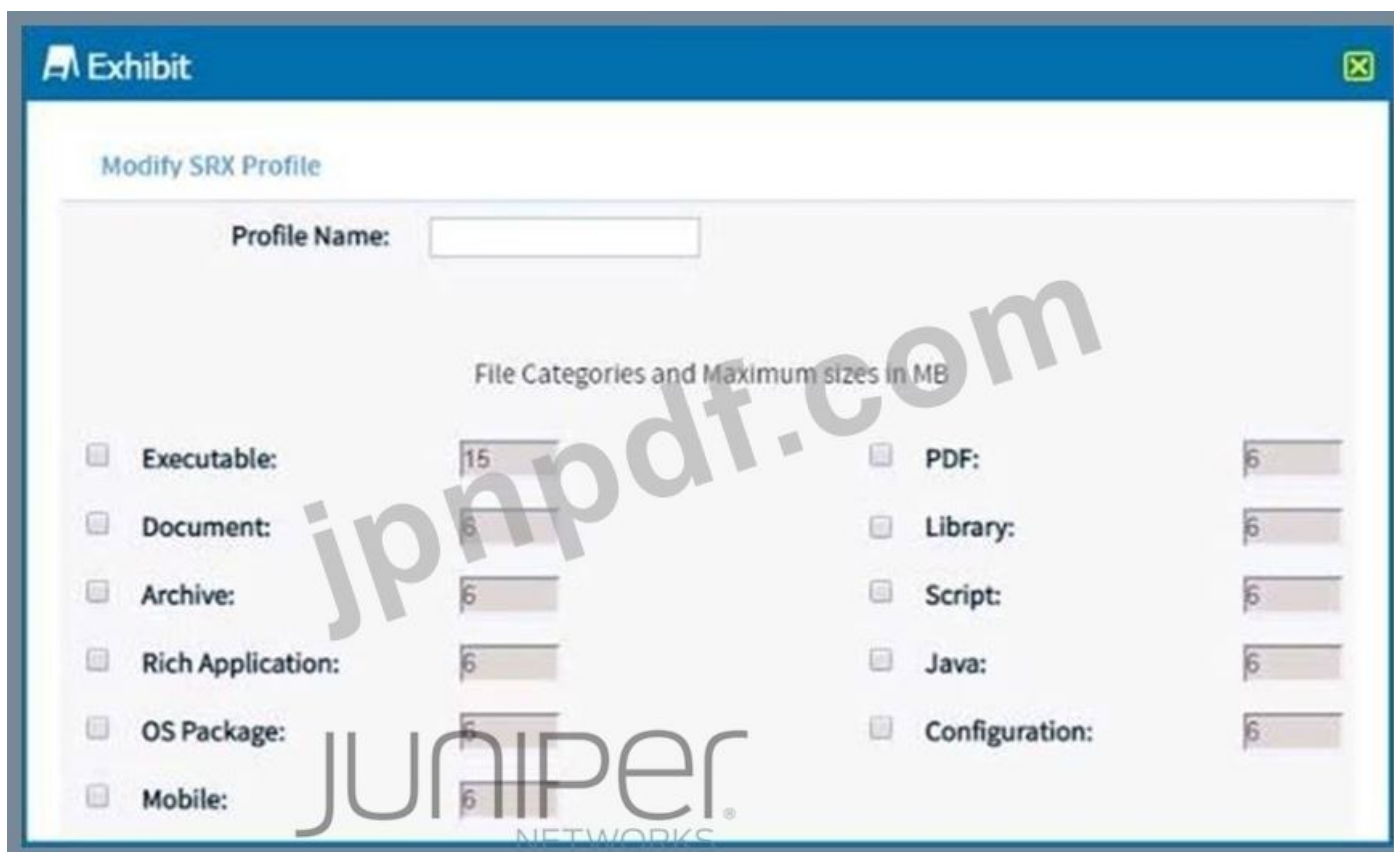 Exhibit
Modify SRX Profile
Profile Name:
File Categories and Maximum sizes in MB
Executable: 15 PDF: 6
Document: 6 Library: 6
Archive: 6 Script: 6
Rich Application: 6 Java: 6
OS Package: 6 Configuration: 6
Mobile: 6
jpnpdf.com
JUNIPER
NETWORKS